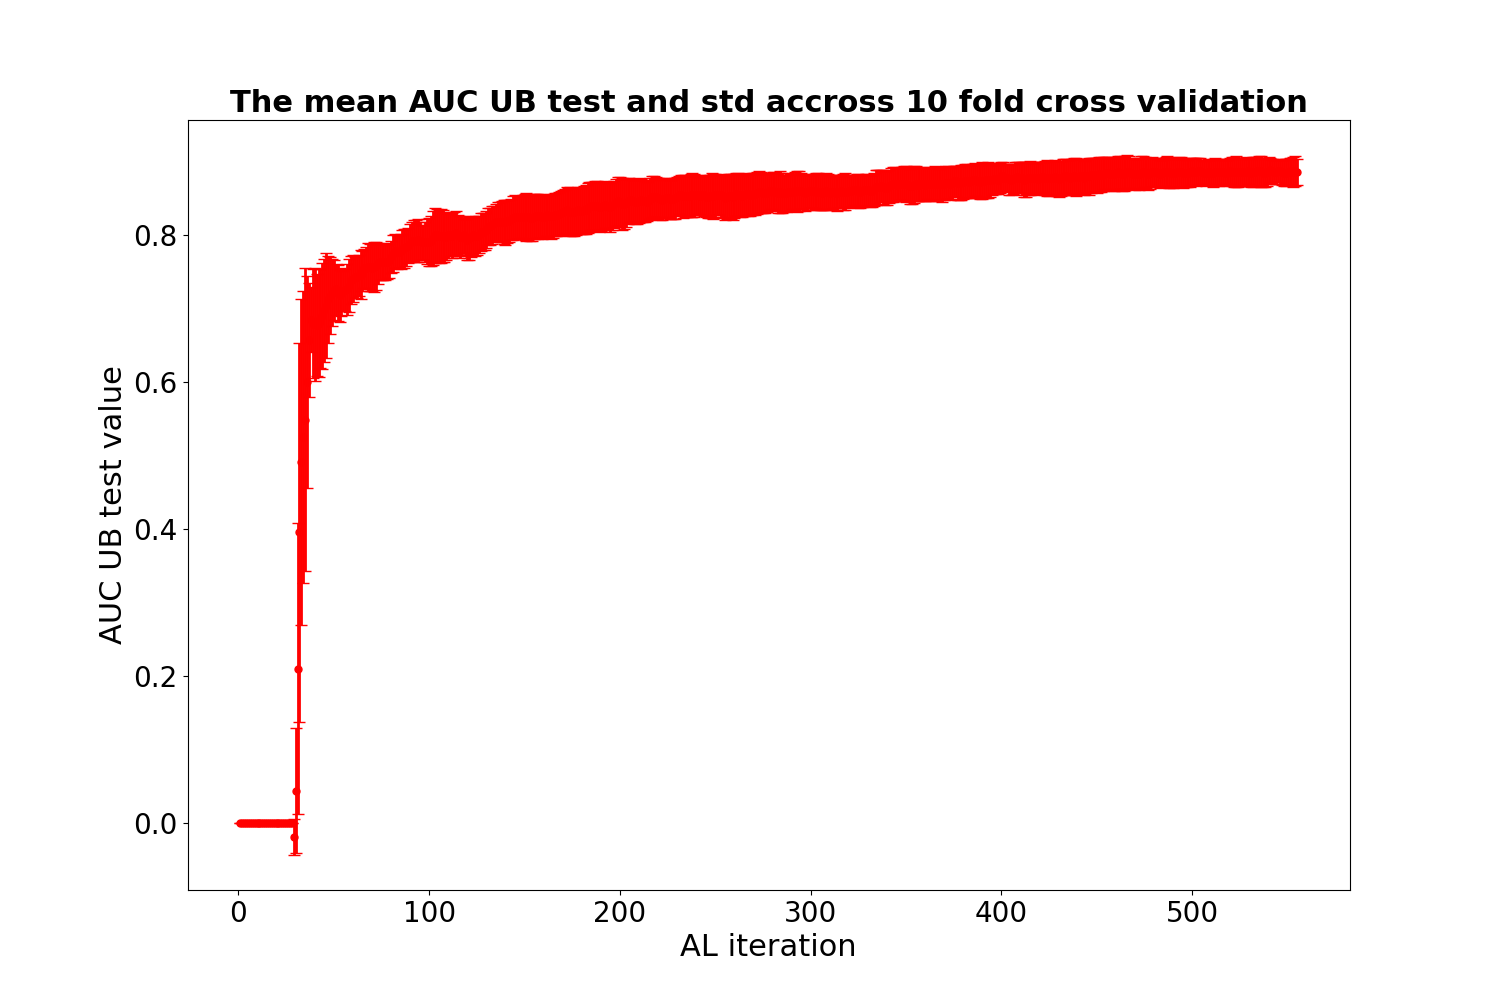 The mean AUC UB test and std accross 10 fold cross validation
AUC UB test value
0.8
0.6
0.4
0.2
0.0
0 100 200 300 400 500
AL iteration